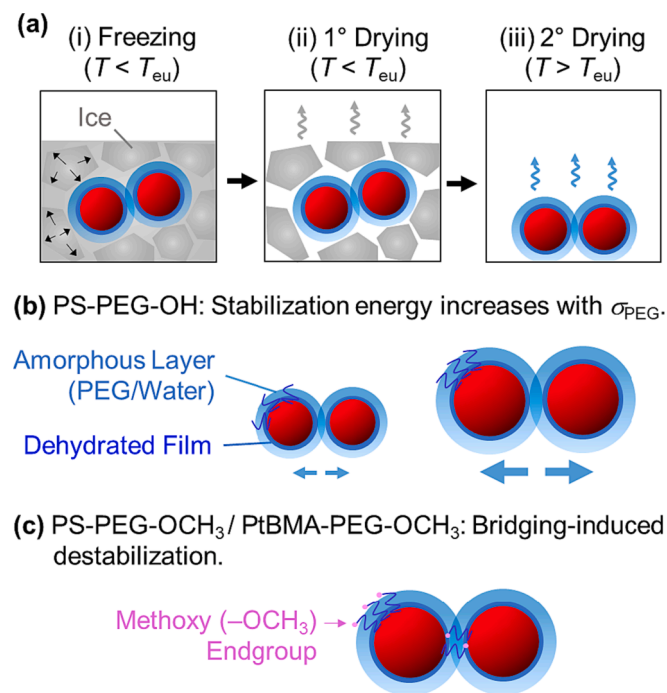 (a)
(i) Freezing
(T < Teu)
(ii) 1° Drying
(T < Teu)
(iii) 2° Drying
(T > Teu)
Ice
(b) PS-PEG-OH: Stabilization energy increases with σPEG.
Amorphous Layer
(PEG/Water)
Dehydrated Film
(c) PS-PEG-OCH3 / PtBMA-PEG-OCH3: Bridging-induced
destabilization.
Methoxy (–OCH3)
Endgroup